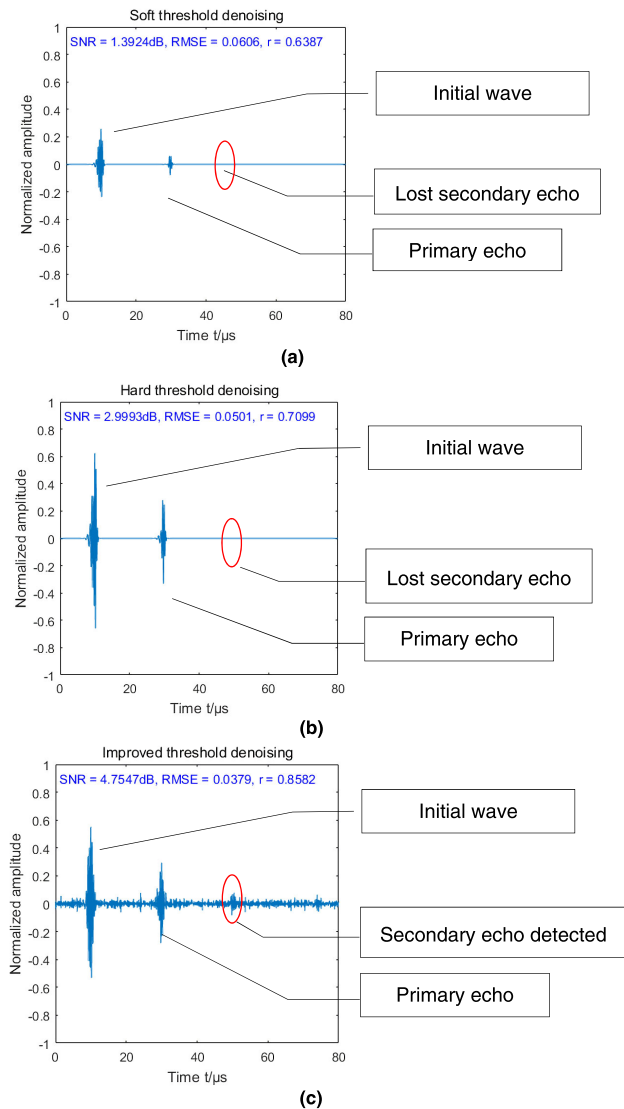 Soft threshold denoising
SNR = 1.3924dB, RMSE = 0.0606, r = 0.6387
Initial wave
Lost secondary echo
Primary echo
Normalized amplitude
1
0.8
0.6
0.4
0.2
0
-0.2
-0.4
-0.6
-0.8
-1
0 20 40 60 80
Time t/µs
(a)
Hard threshold denoising
SNR = 2.9993dB, RMSE = 0.0501, r = 0.7099
Initial wave
Lost secondary echo
Primary echo
Normalized amplitude
1
0.8
0.6
0.4
0.2
0
-0.2
-0.4
-0.6
-0.8
-1
0 20 40 60 80
Time t/µs
(b)
Improved threshold denoising
SNR = 4.7547dB, RMSE = 0.0379, r = 0.8582
Initial wave
Secondary echo detected
Primary echo
Normalized amplitude
1
0.8
0.6
0.4
0.2
0
-0.2
-0.4
-0.6
-0.8
-1
0 20 40 60 80
Time t/µs
(c)